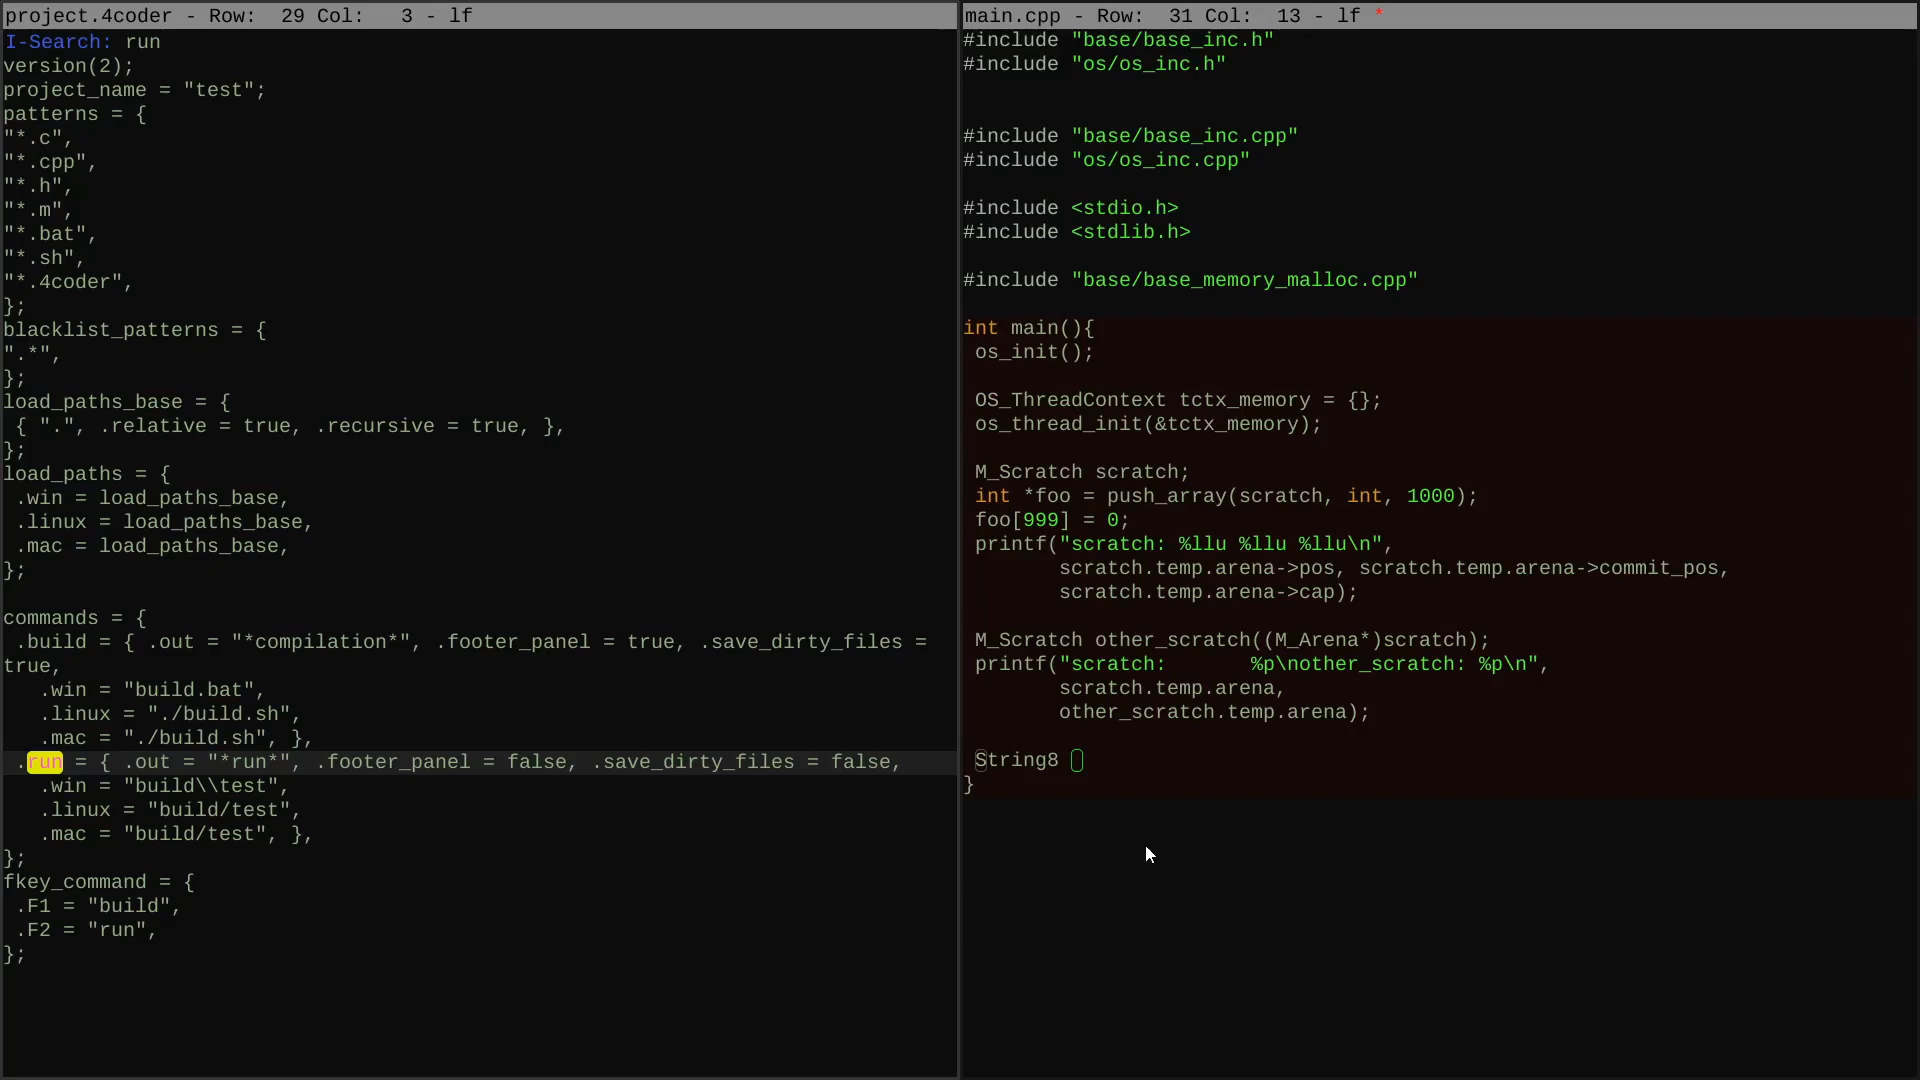 project.4coder - Row:  29 Col:   3 - lf
I-Search: run
version(2);
project_name = "test";
patterns = {
"*.c",
"*.cpp",
"*.h",
"*.m",
"*.bat",
"*.sh",
"*.4coder",
};
blacklist_patterns = {
".*",
};
load_paths_base = {
 { ".", .relative = true, .recursive = true, },
};
load_paths = {
 .win = load_paths_base,
 .linux = load_paths_base,
 .mac = load_paths_base,
};

commands = {
 .build = { .out = "*compilation*", .footer_panel = true, .save_dirty_files =
true,
   .win = "build.bat",
   .linux = "./build.sh",
   .mac = "./build.sh", },
 .run = { .out = "*run*", .footer_panel = false, .save_dirty_files = false,
   .win = "build\\test",
   .linux = "build/test",
   .mac = "build/test", },
};
fkey_command = {
 .F1 = "build",
 .F2 = "run",
};
main.cpp - Row:  31 Col:  13 - lf *
#include "base/base_inc.h"
#include "os/os_inc.h"


#include "base/base_inc.cpp"
#include "os/os_inc.cpp"

#include <stdio.h>
#include <stdlib.h>

#include "base/base_memory_malloc.cpp"

int main(){
 os_init();

 OS_ThreadContext tctx_memory = {};
 os_thread_init(&tctx_memory);

 M_Scratch scratch;
 int *foo = push_array(scratch, int, 1000);
 foo[999] = 0;
 printf("scratch: %llu %llu %llu\n",
        scratch.temp.arena->pos, scratch.temp.arena->commit_pos,
        scratch.temp.arena->cap);

 M_Scratch other_scratch((M_Arena*)scratch);
 printf("scratch:       %p\nother_scratch: %p\n",
        scratch.temp.arena,
        other_scratch.temp.arena);

 String8
}